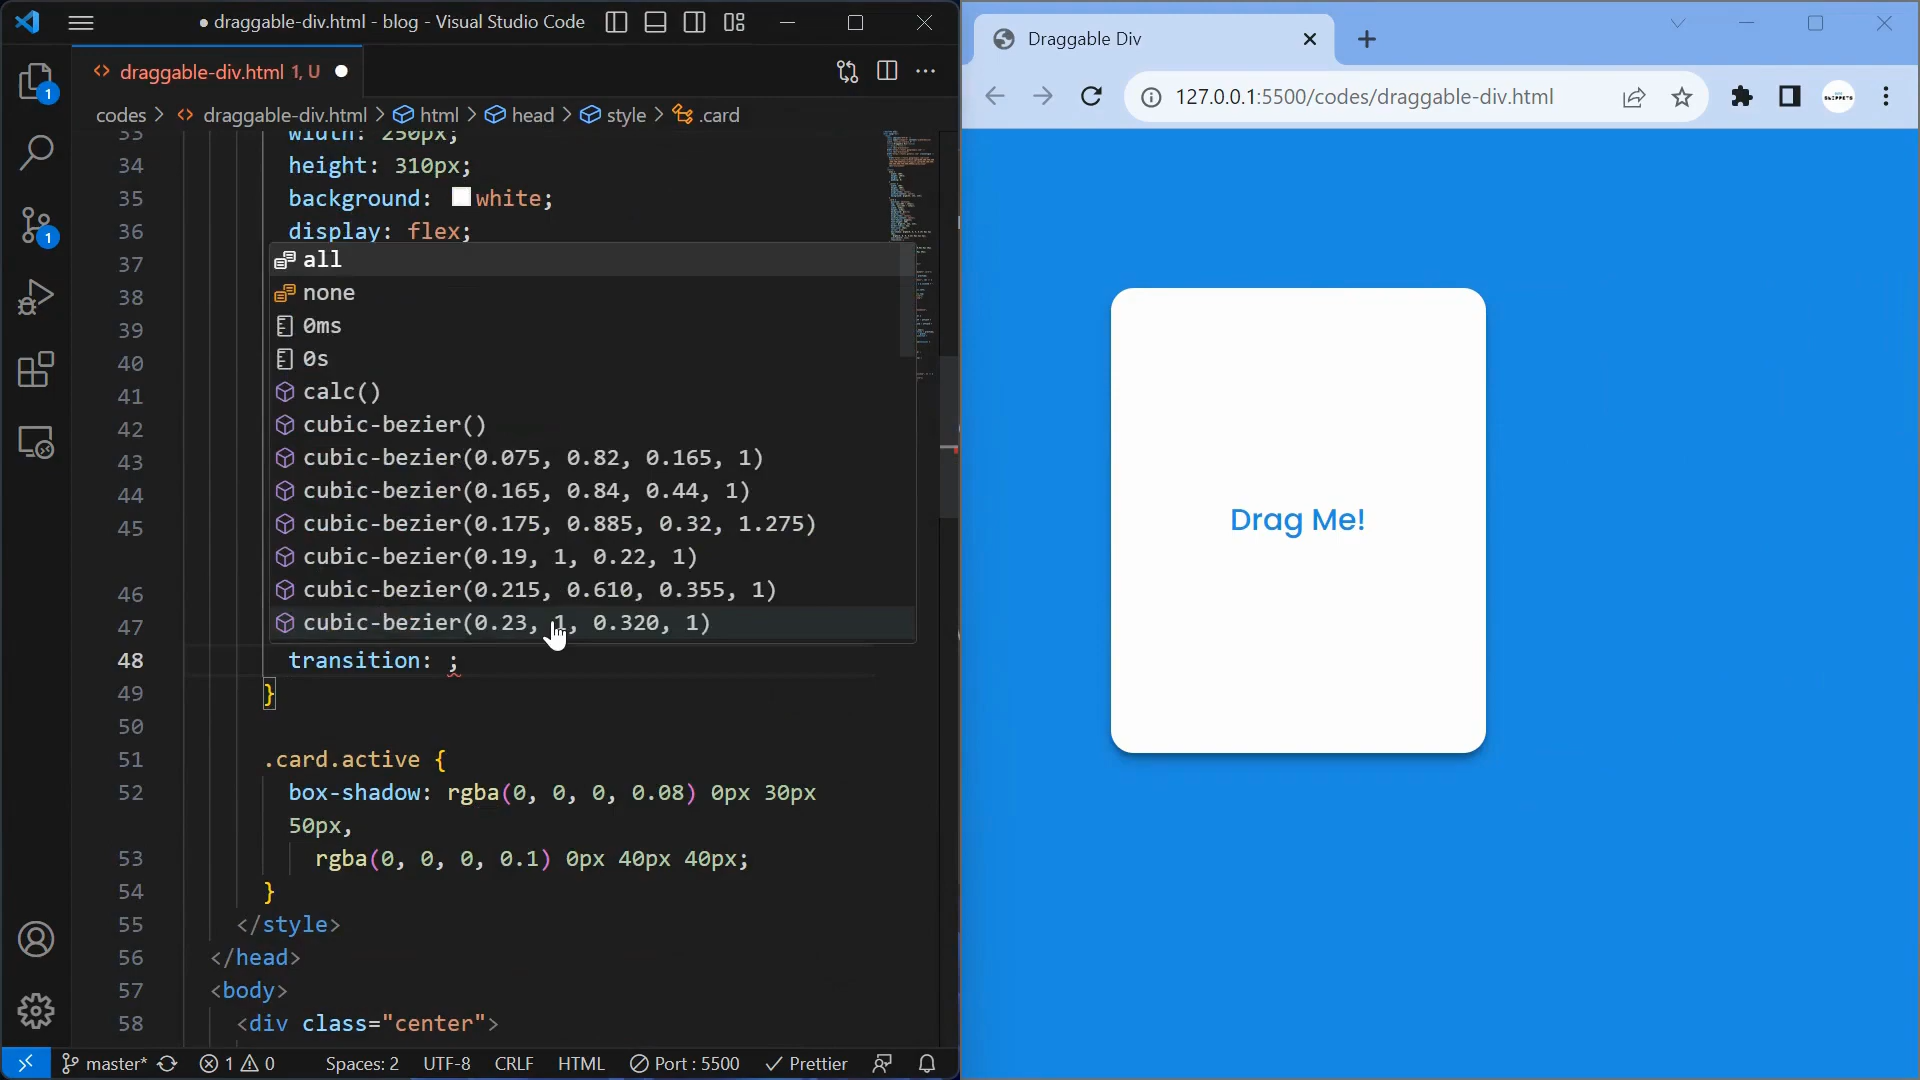 ● draggable-div.html - blog - Visual Studio Code
draggable-div.html 1, U ●
codes > draggable-div.html > html > head > style > .card
33 width: 250px;
34 height: 310px;
35 background: white;
36 display: flex;
37
38
39
40
41
42
43
44
45
46
47
all
none
0ms
0s
calc()
cubic-bezier()
cubic-bezier(0.075, 0.82, 0.165, 1)
cubic-bezier(0.165, 0.84, 0.44, 1)
cubic-bezier(0.175, 0.885, 0.32, 1.275)
cubic-bezier(0.19, 1, 0.22, 1)
cubic-bezier(0.215, 0.610, 0.355, 1)
cubic-bezier(0.23, 1, 0.320, 1)
48 transition: ;
49 }
50
51 .card.active {
52 box-shadow: rgba(0, 0, 0, 0.08) 0px 30px
50px,
53 rgba(0, 0, 0, 0.1) 0px 40px 40px;
54 }
55 </style>
56 </head>
57 <body>
58 <div class="center">
1
1
master* 1 0 Spaces: 2 UTF-8 CRLF HTML Port : 5500 Prettier
Draggable Div
127.0.0.1:5500/codes/draggable-div.html
Drag Me!